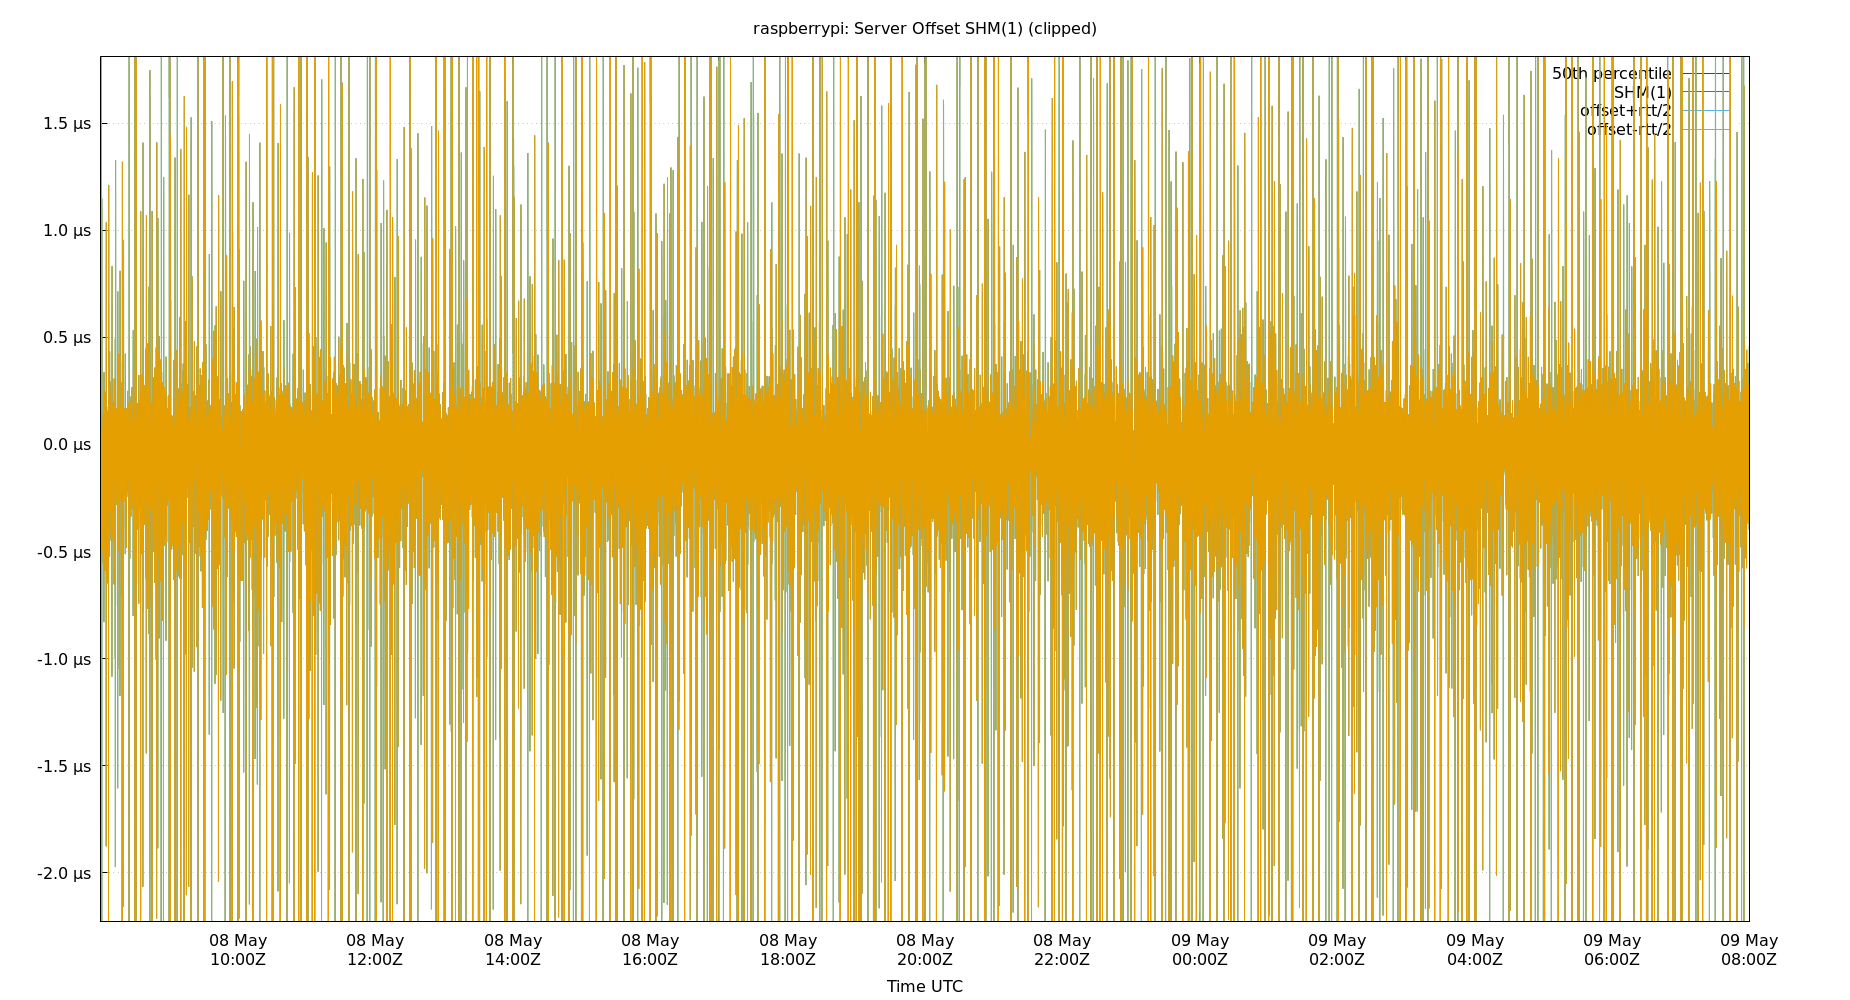 raspberrypi: Server Offset SHM(1) (clipped)
50th percentile
SHM(1)
offset+rtt/2
offset-rtt/2
1.5 µs
1.0 µs
0.5 µs
0.0 µs
-0.5 µs
-1.0 µs
-1.5 µs
-2.0 µs
08 May 08 May 08 May 08 May 08 May 08 May 08 May 09 May 09 May 09 May 09 May 09 May
10:00Z 12:00Z 14:00Z 16:00Z 18:00Z 20:00Z 22:00Z 00:00Z 02:00Z 04:00Z 06:00Z 08:00Z
Time UTC